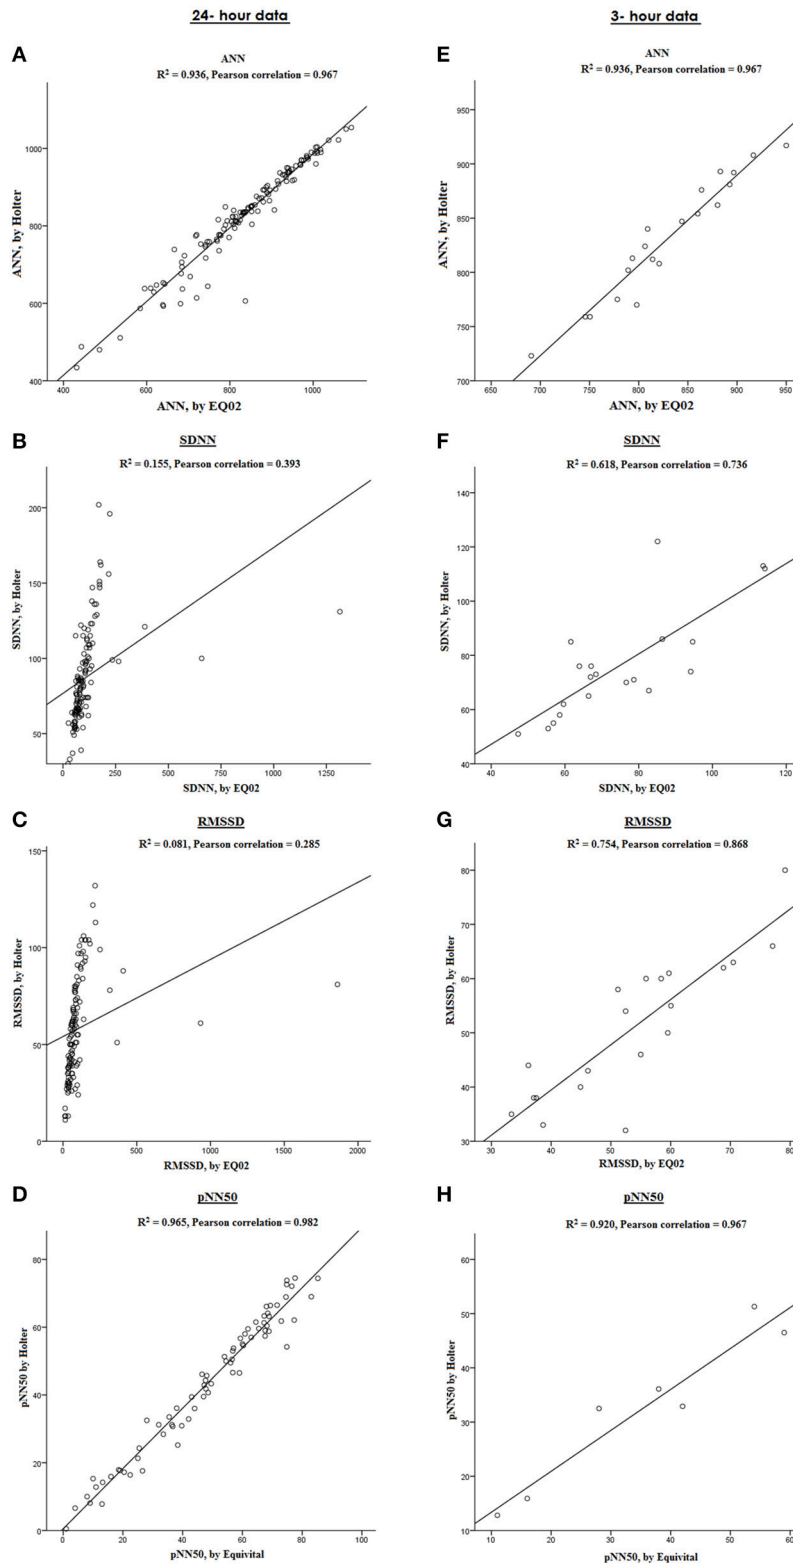 24- hour data
3- hour data
A
ANN
R² = 0.936, Pearson correlation = 0.967
ANN, by Holter
1000
800
600
400
400 600 800 1000
ANN, by EQ02
E
ANN
R² = 0.936, Pearson correlation = 0.967
ANN, by Holter
950
900
850
800
750
700
650 700 750 800 850 900 950
ANN, by EQ02
B
SDNN
R² = 0.155, Pearson correlation = 0.393
SDNN, by Holter
200
150
100
50
0 250 500 750 1000 1250
SDNN, by EQ02
F
SDNN
R² = 0.618, Pearson correlation = 0.736
SDNN, by Holter
140
120
100
80
60
40
40 60 80 100 120
SDNN, by EQ02
C
RMSSD
R² = 0.081, Pearson correlation = 0.285
RMSSD, by Holter
150
100
50
0
0 500 1000 1500 2000
RMSSD, by EQ02
G
RMSSD
R² = 0.754, Pearson correlation = 0.868
RMSSD, by Holter
80
70
60
50
40
30
30 40 50 60 70 80
RMSSD, by EQ02
D
pNN50
R² = 0.965, Pearson correlation = 0.982
pNN50 by Holter
80
60
40
20
0
0 20 40 60 80 100
pNN50, by Equivital
H
pNN50
R² = 0.920, Pearson correlation = 0.967
pNN50 by Holter
60
50
40
30
20
10
10 20 30 40 50 60
pNN50, by Equivital